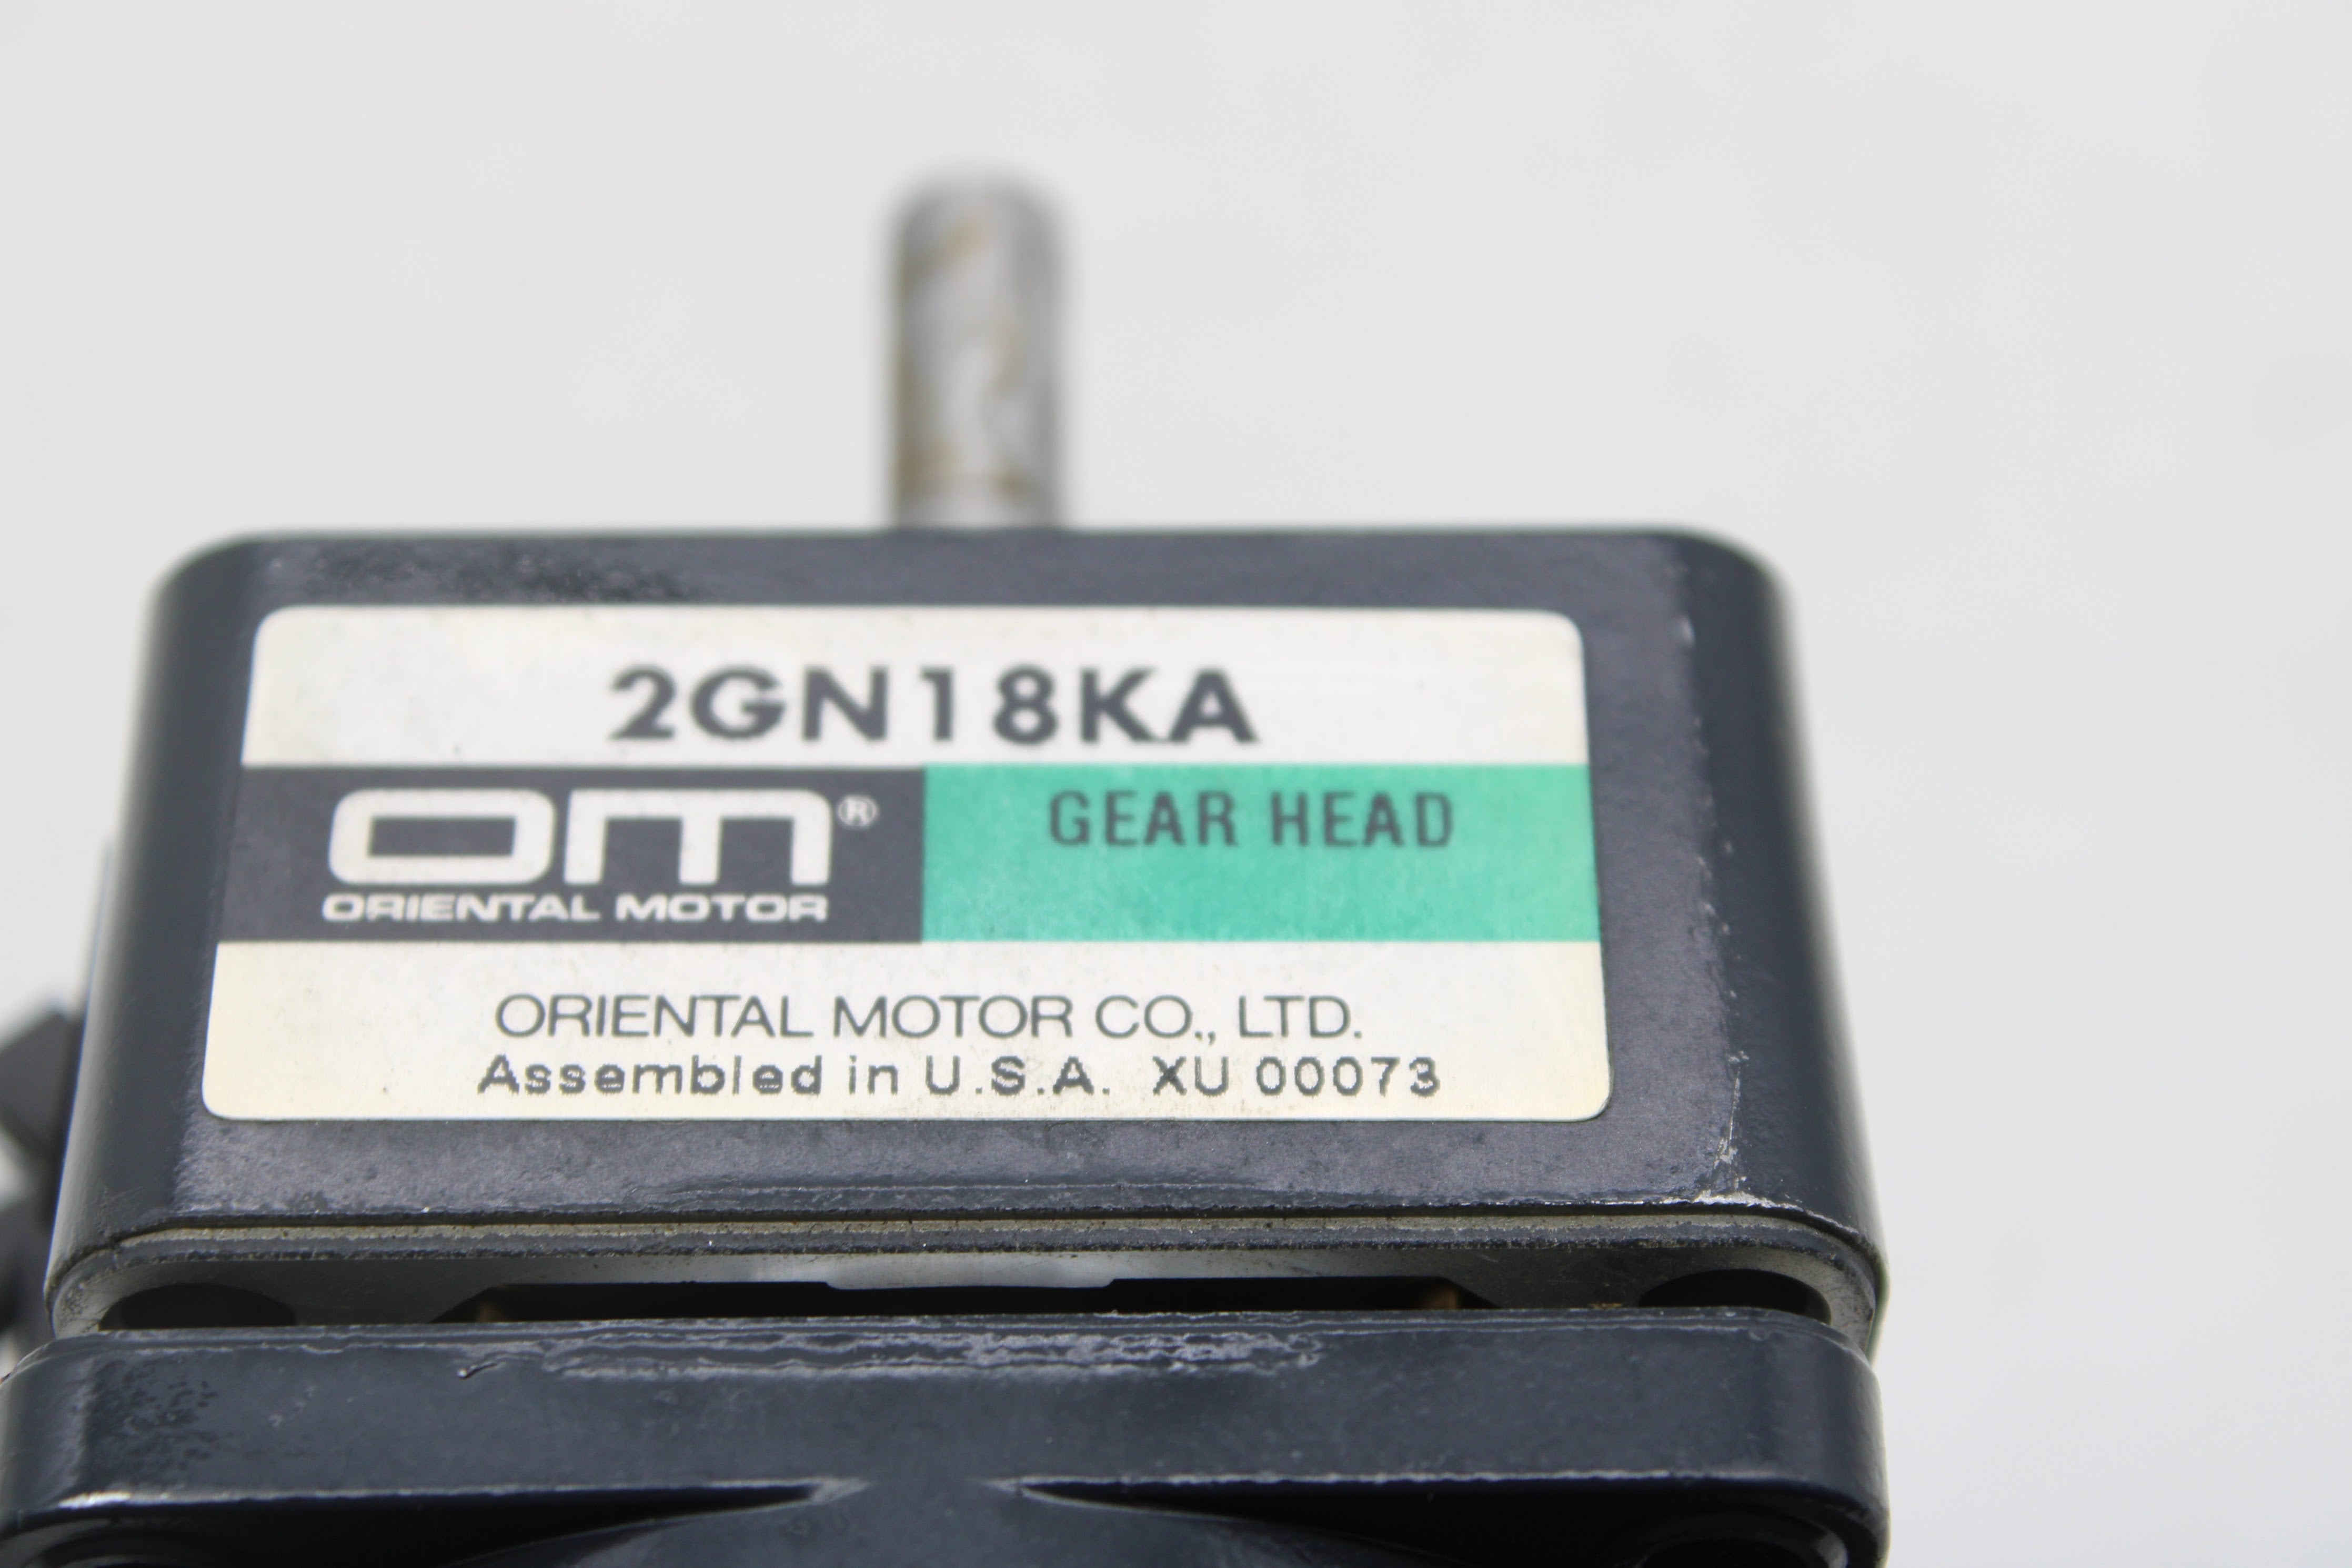 2GN18KA
OM®
ORIENTAL MOTOR
GEAR HEAD
ORIENTAL MOTOR CO., LTD.
Assembled in U.S.A. XU 00073